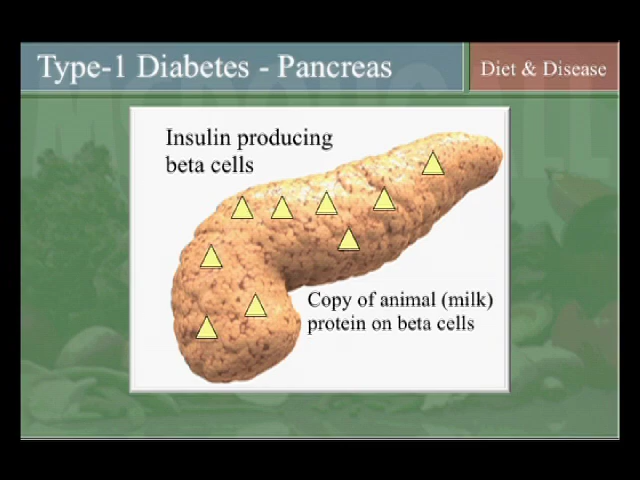 Type-1 Diabetes - Pancreas
Diet & Disease
Insulin producing
beta cells
Copy of animal (milk)
protein on beta cells